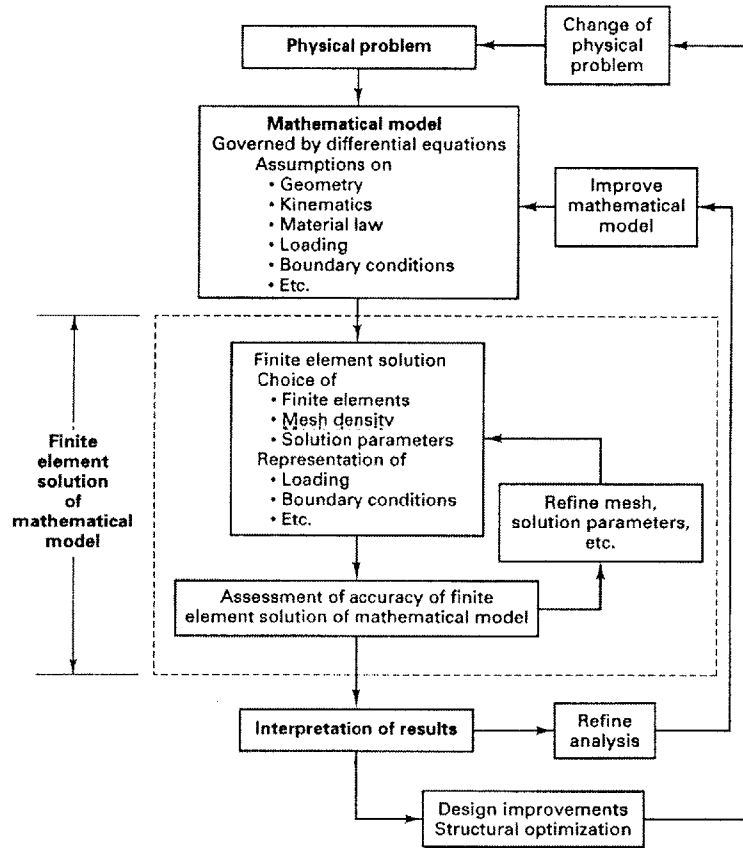 Physical problem
Change of
physical
problem
Mathematical model
Governed by differential equations
Assumptions on
• Geometry
• Kinematics
• Material law
• Loading
• Boundary conditions
• Etc.
Improve
mathematical
model
Finite
element
solution
of
mathematical
model
Finite element solution
Choice of
• Finite elements
• Mesh density
• Solution parameters
Representation of
• Loading
• Boundary conditions
• Etc.
Refine mesh,
solution parameters,
etc.
Assessment of accuracy of finite
element solution of mathematical model
Interpretation of results
Refine
analysis
Design improvements
Structural optimization